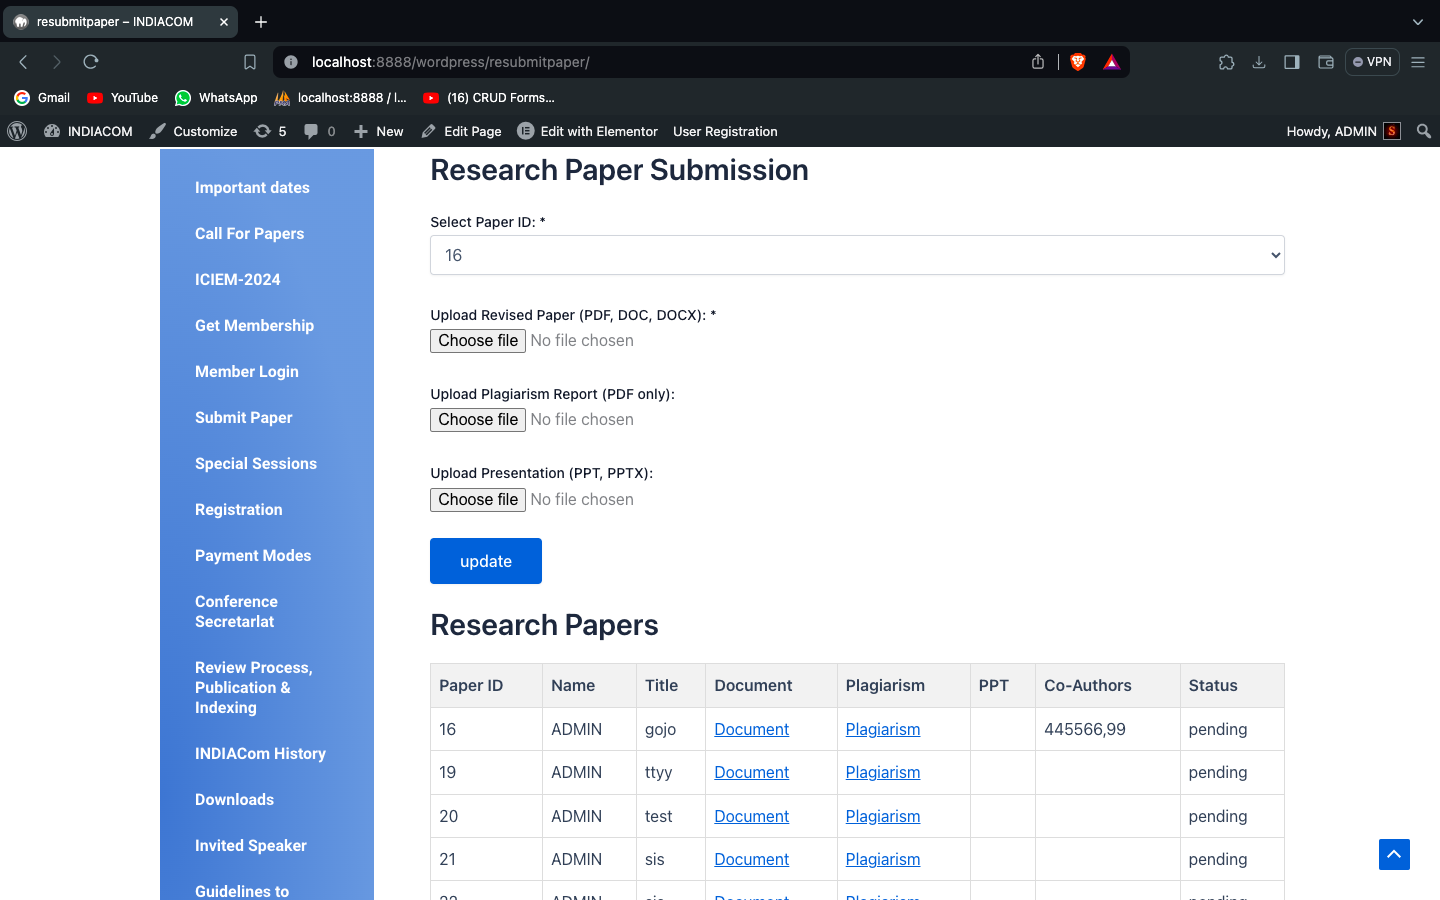 resubmitpaper – INDIACOM
localhost:8888/wordpress/resubmitpaper/
VPN
Gmail
YouTube
WhatsApp
localhost:8888 / l...
(16) CRUD Forms...
INDIACOM
Customize
5
0
New
Edit Page
Edit with Elementor
User Registration
Howdy, ADMIN
S
Important dates
Call For Papers
ICIEM-2024
Get Membership
Member Login
Submit Paper
Special Sessions
Registration
Payment Modes
Conference
Secretarlat
Review Process,
Publication &
Indexing
INDIACom History
Downloads
Invited Speaker
Guidelines to
Research Paper Submission
Select Paper ID: *
16
Upload Revised Paper (PDF, DOC, DOCX): *
Choose file No file chosen
Upload Plagiarism Report (PDF only):
Choose file No file chosen
Upload Presentation (PPT, PPTX):
Choose file No file chosen
update
Research Papers
Paper ID Name Title Document Plagiarism PPT Co-Authors Status
16 ADMIN gojo Document Plagiarism 445566,99 pending
19 ADMIN ttyy Document Plagiarism pending
20 ADMIN test Document Plagiarism pending
21 ADMIN sis Document Plagiarism pending